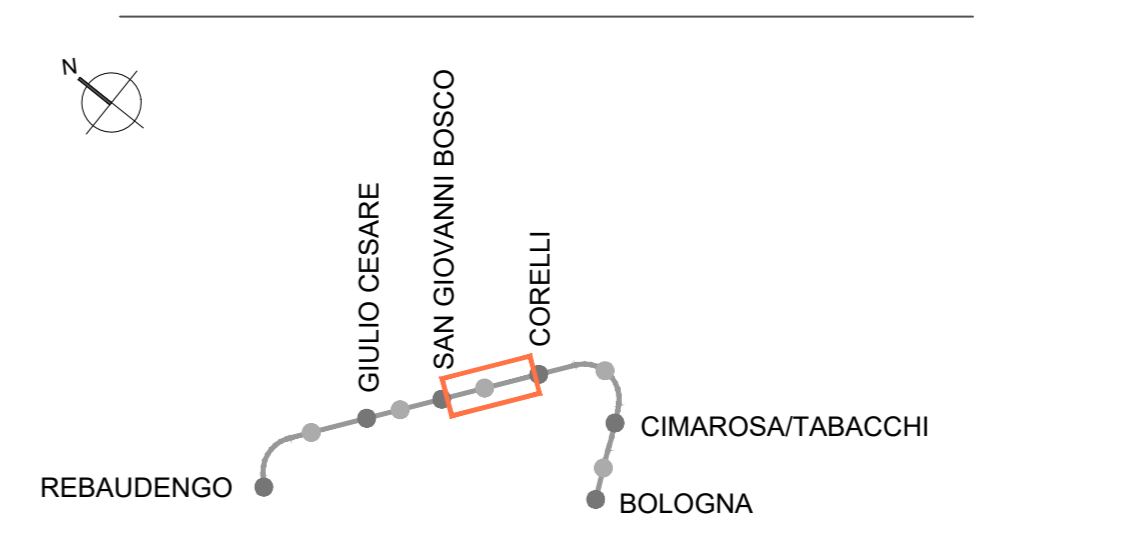 N
SAN GIOVANNI BOSCO
GIULIO CESARE
CORELLI
CIMAROSA/TABACCHI
REBAUDENGO
BOLOGNA